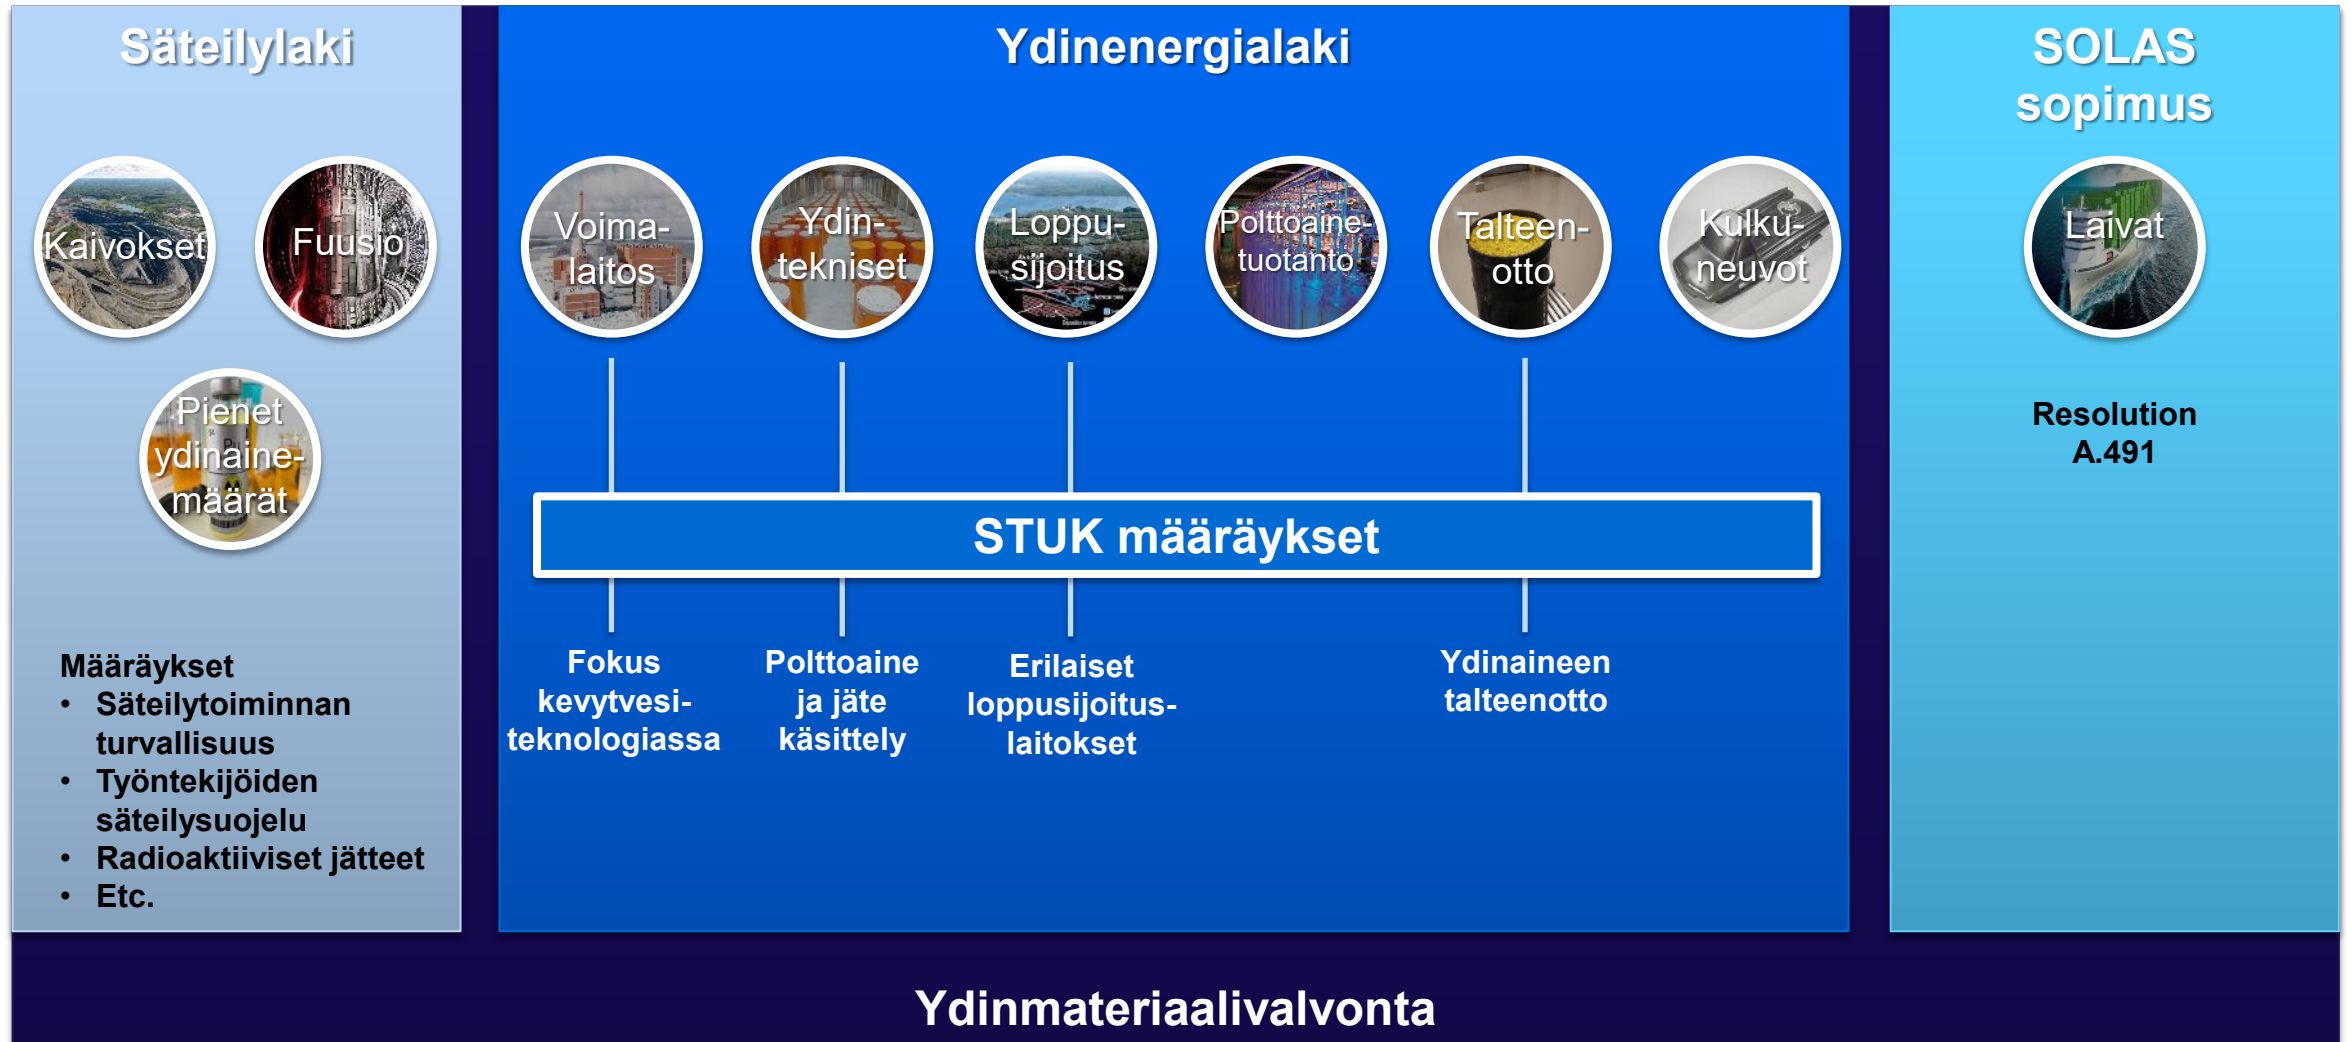 Säteilylaki
Kaivokset
Fuusio
Pienet
ydinaine-
määrät
Määräykset
• Säteilytoiminnan
turvallisuus
• Työntekijöiden
säteilysuojelu
• Radioaktiiviset jätteet
• Etc.
Ydinenergialaki
Voima-
laitos
Ydin-
tekniset
Loppu-
sijoitus
Polttoaine-
tuotanto
Talteen-
otto
Kulku-
neuvot
STUK määräykset
Fokus
kevytvesi-
teknologiassa
Polttoaine
ja jäte
käsittely
Erilaiset
loppusijoitus-
laitokset
Ydinaineen
talteenotto
SOLAS
sopimus
Laivat
Resolution
A.491
Ydinmateriaalivalvonta